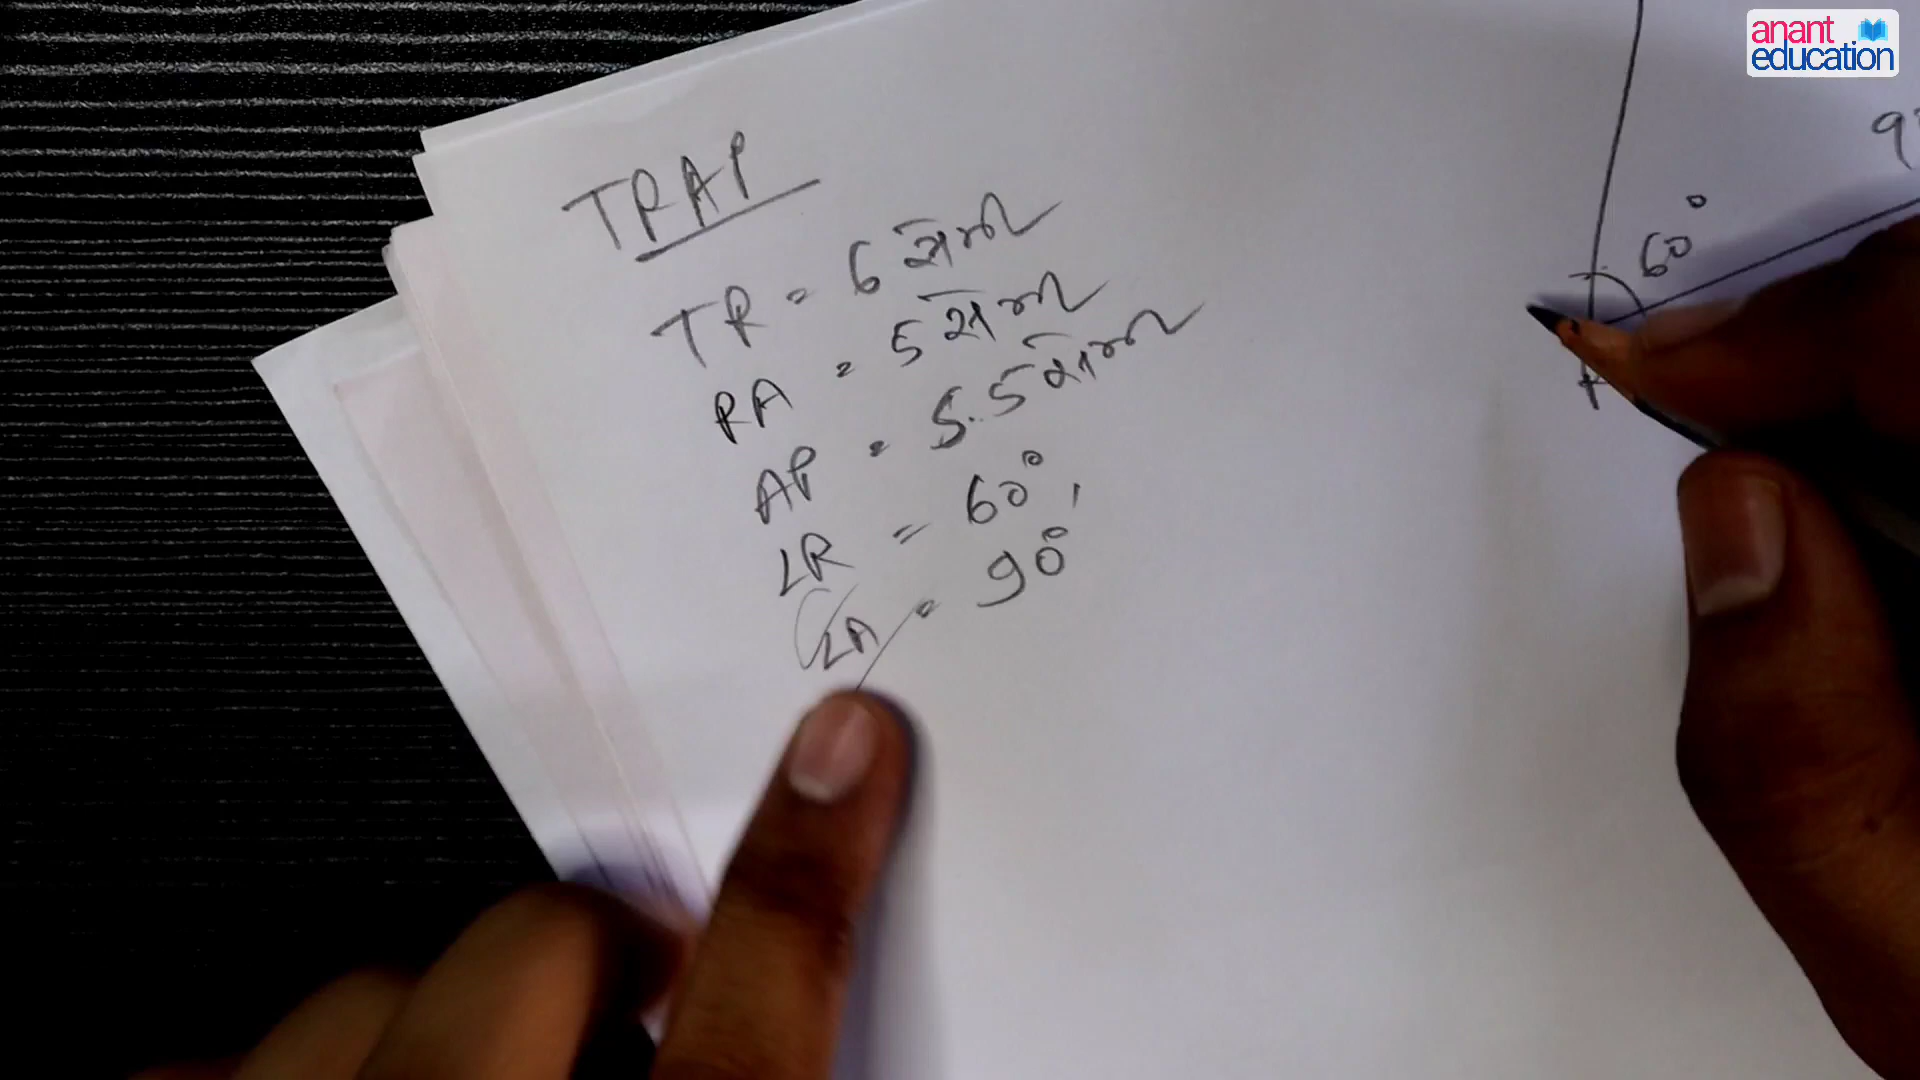 anant
education
TRAP
TR = 6 सेमी
RA = 5 सेमी
AP = 5.5 सेमी
∠R = 60°,
∠A = 90°
60°